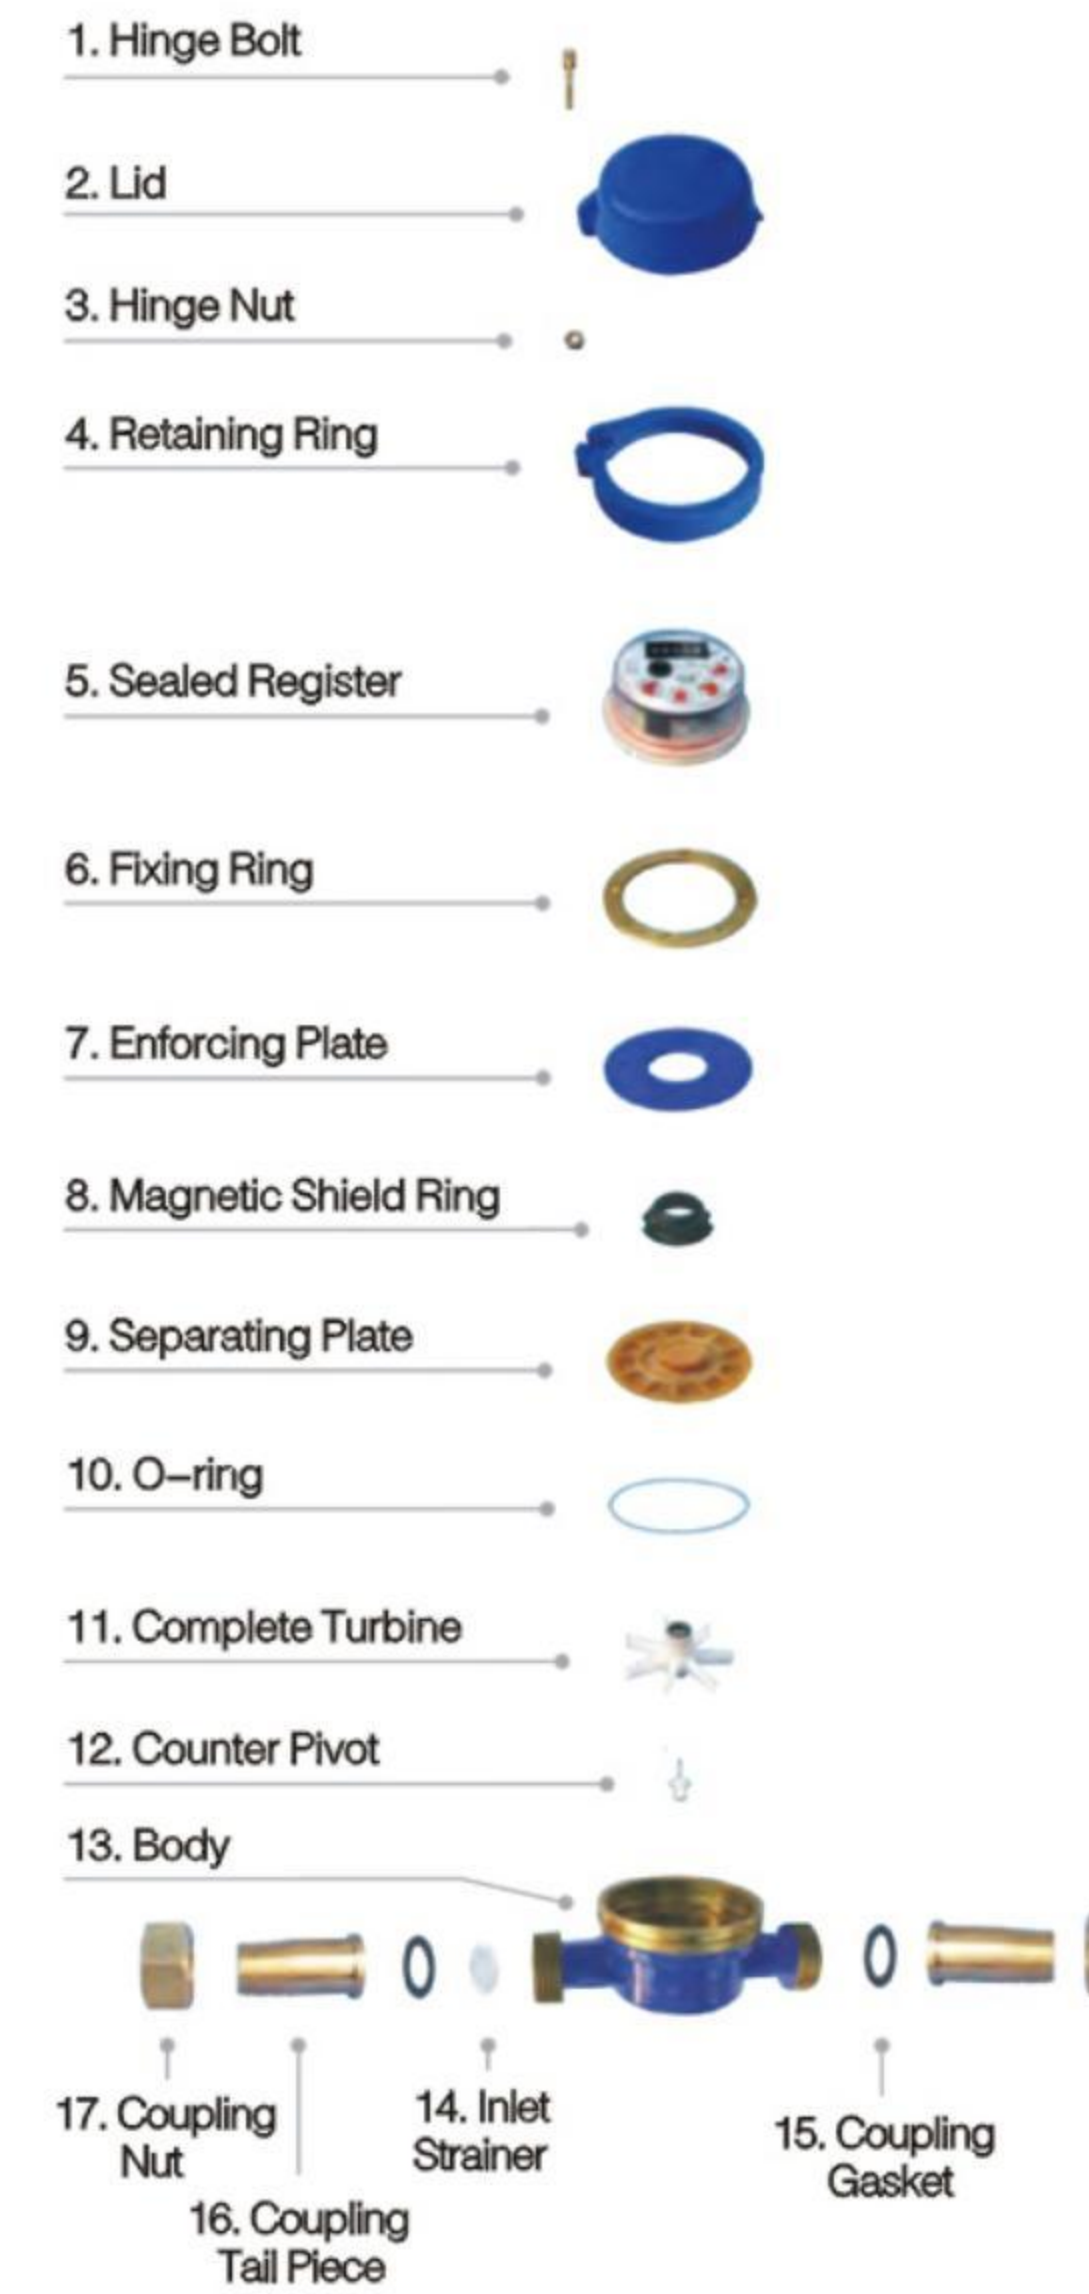 1. Hinge Bolt
2. Lid
3. Hinge Nut
4. Retaining Ring
5. Sealed Register
6. Fixing Ring
7. Enforcing Plate
8. Magnetic Shield Ring
9. Separating Plate
10. O–ring
11. Complete Turbine
12. Counter Pivot
13. Body
17. Coupling
Nut
14. Inlet
Strainer
15. Coupling
Gasket
16. Coupling
Tail Piece